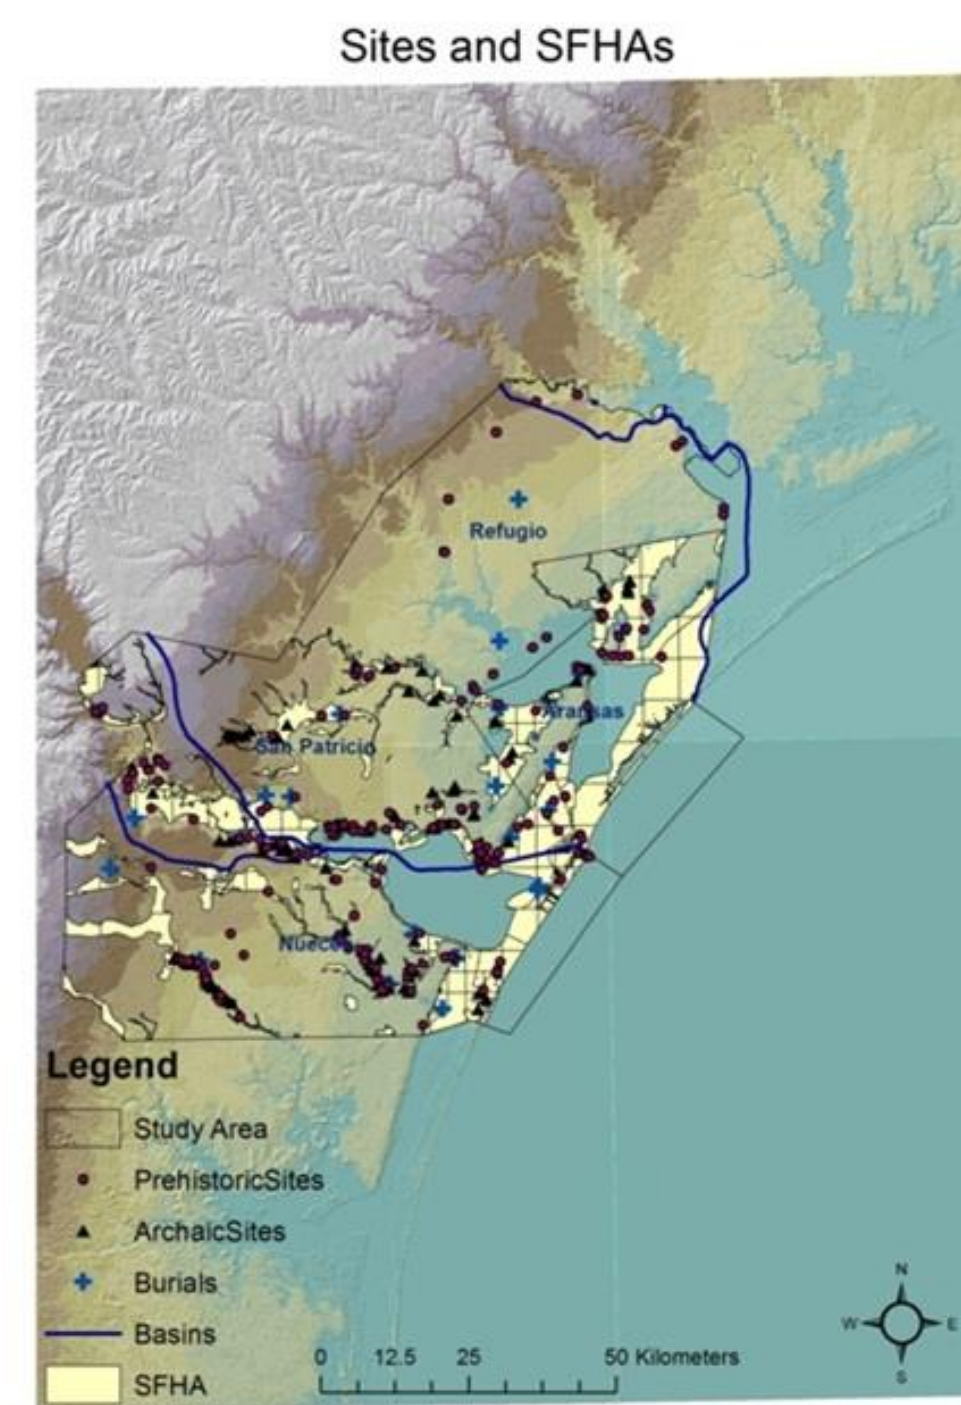 Sites and SFHAs
Refugio
Aransas
San Patricio
Nueces
Legend
Study Area
PrehistoricSites
ArchaicSites
Burials
Basins
SFHA
0 12.5 25 50 Kilometers
N
W E
S